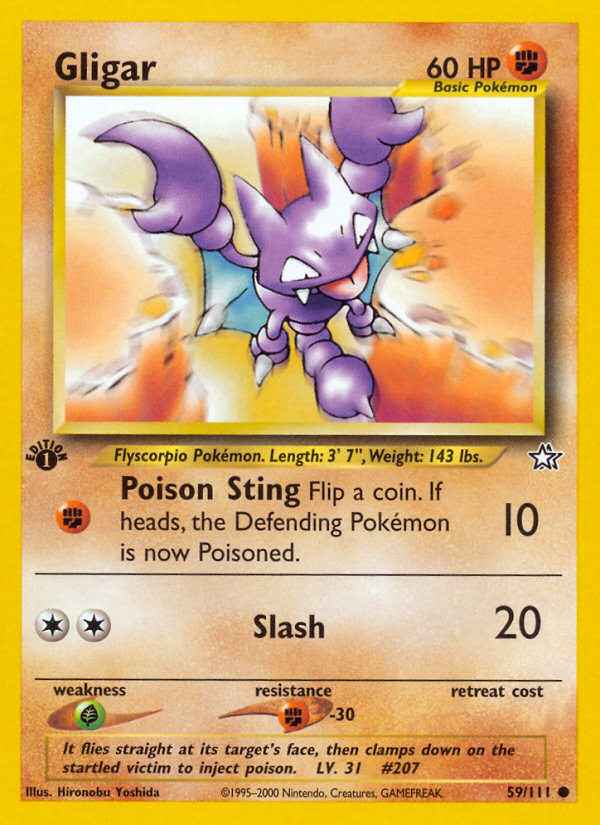 Gligar
60 HP
Basic Pokémon
EDITION
1
Flyscorpio Pokémon. Length: 3' 7", Weight: 143 lbs.
Poison Sting Flip a coin. If
heads, the Defending Pokémon
is now Poisoned.
10
Slash
20
weakness
resistance
retreat cost
-30
It flies straight at its target's face, then clamps down on the
startled victim to inject poison. LV. 31 #207
Illus. Hironobu Yoshida
©1995-2000 Nintendo, Creatures, GAMEFREAK.
59/111